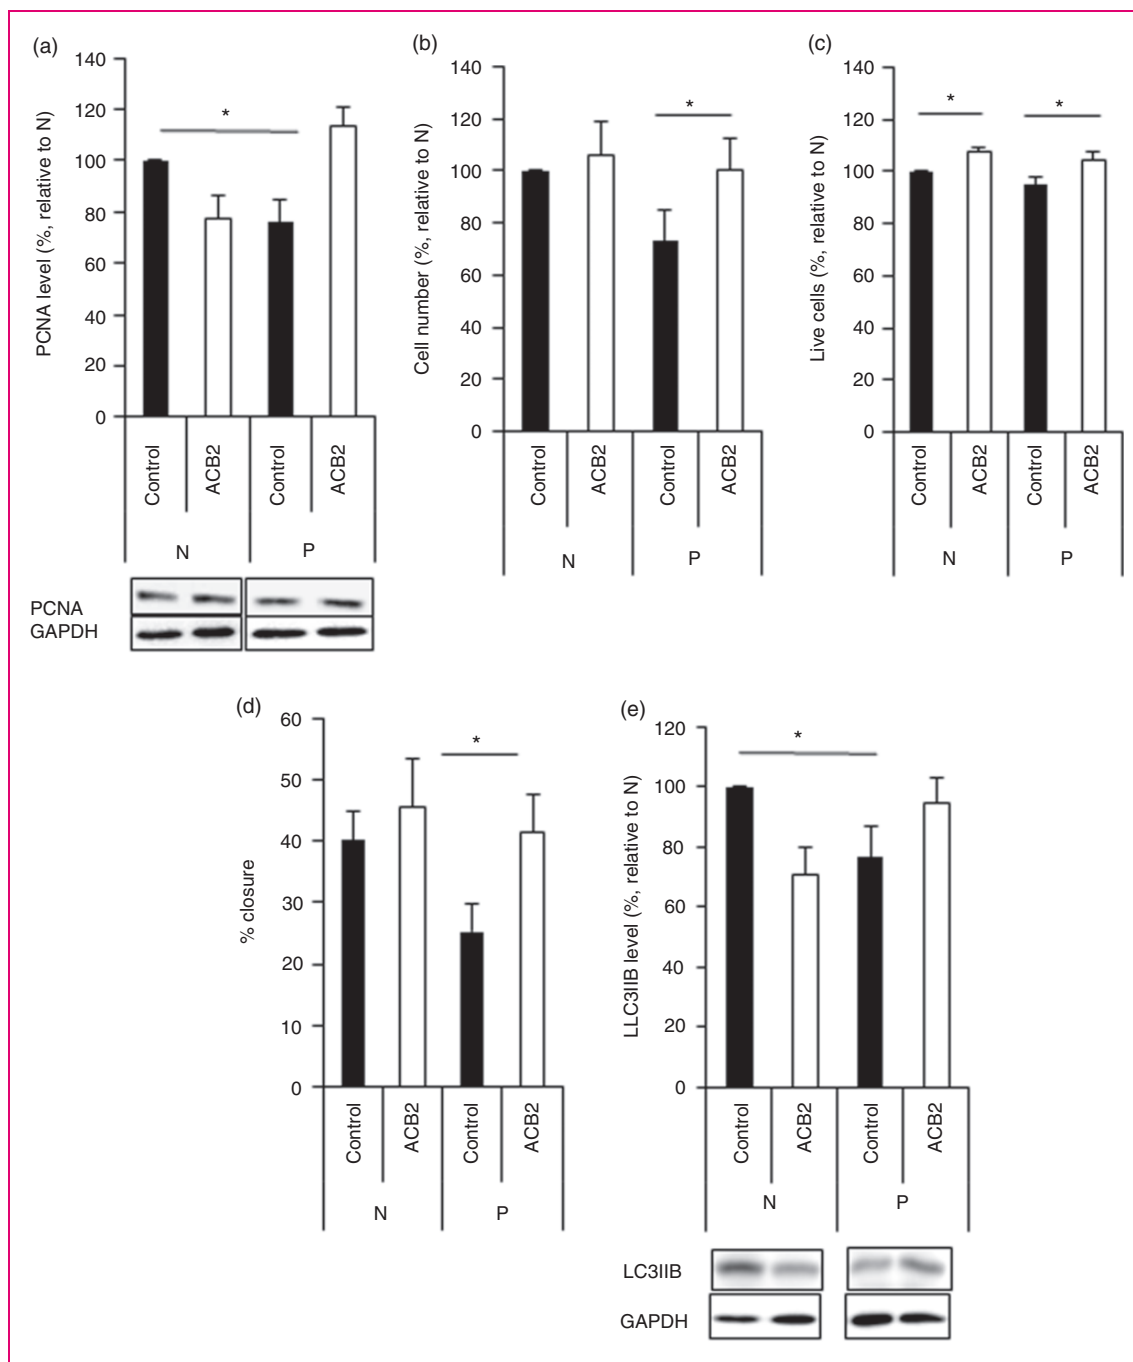 (a)
PCNA level (%, relative to N)
140
120
100
80
60
40
20
0
*
Control
ACB2
Control
ACB2
N
P
PCNA
GAPDH
(b)
Cell number (%, relative to N)
140
120
100
80
60
40
20
0
*
Control
ACB2
Control
ACB2
N
P
(c)
Live cells (%, relative to N)
140
120
100
80
60
40
20
0
*
*
Control
ACB2
Control
ACB2
N
P
(d)
% closure
60
50
40
30
20
10
0
*
Control
ACB2
Control
ACB2
N
P
(e)
LLC3IIB level (%, relative to N)
120
100
80
60
40
20
0
*
Control
ACB2
Control
ACB2
N
P
LC3IIB
GAPDH